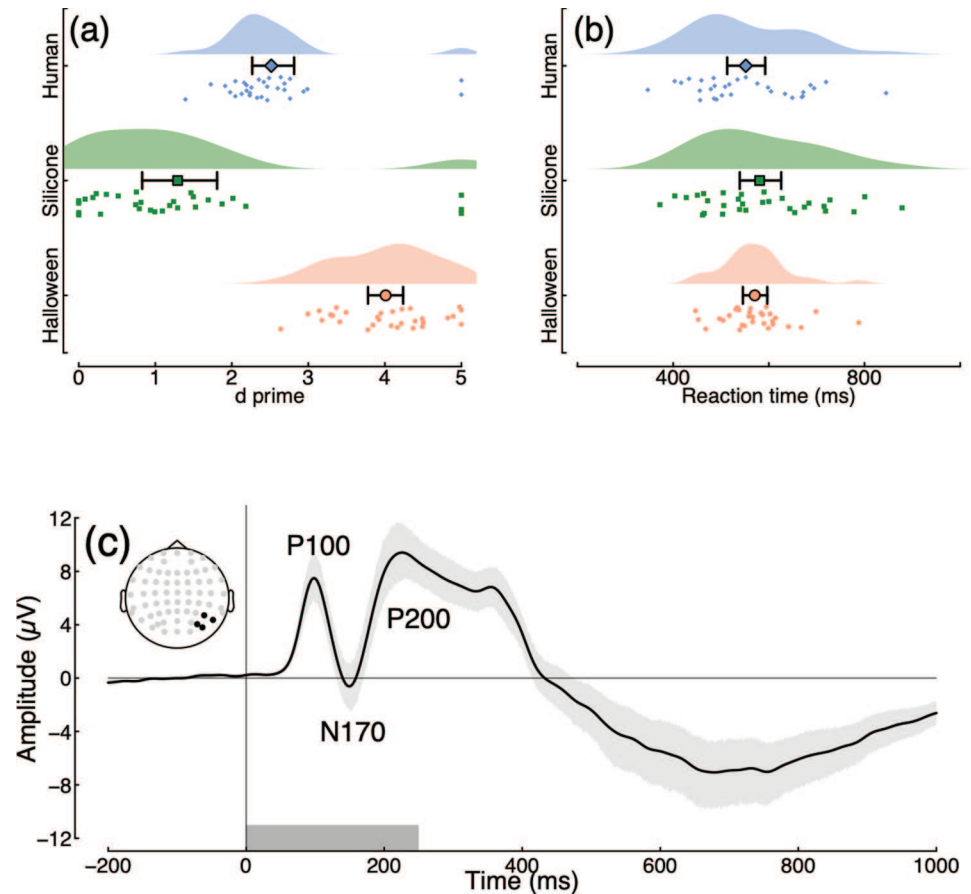 (a)
Human
Silicone
Halloween
0 1 2 3 4 5
d prime
(b)
Human
Silicone
Halloween
400 800
Reaction time (ms)
(c)
12
8
4
0
−4
−8
−12
Amplitude (µV)
P100
N170
P200
−200 0 200 400 600 800 1000
Time (ms)